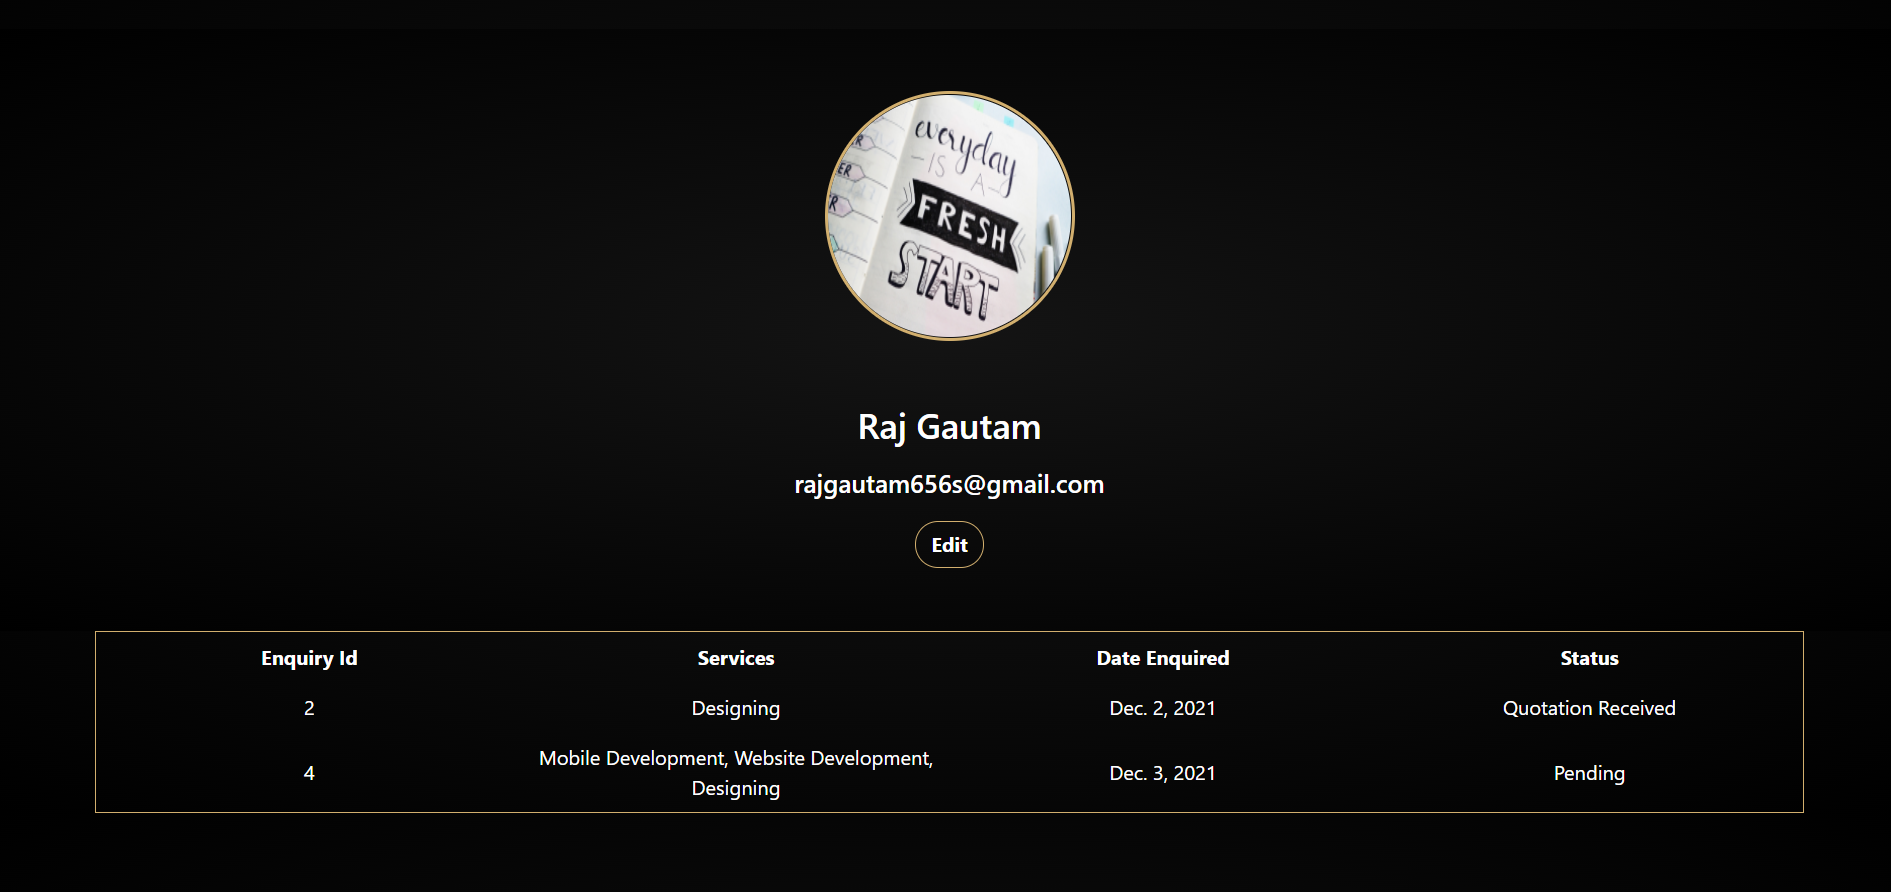 everyday
IS
A
FRESH
START
R
ER
R
Raj Gautam
rajgautam656s@gmail.com
Edit
Enquiry Id Services Date Enquired Status
2 Designing Dec. 2, 2021 Quotation Received
4 Mobile Development, Website Development, Designing Dec. 3, 2021 Pending